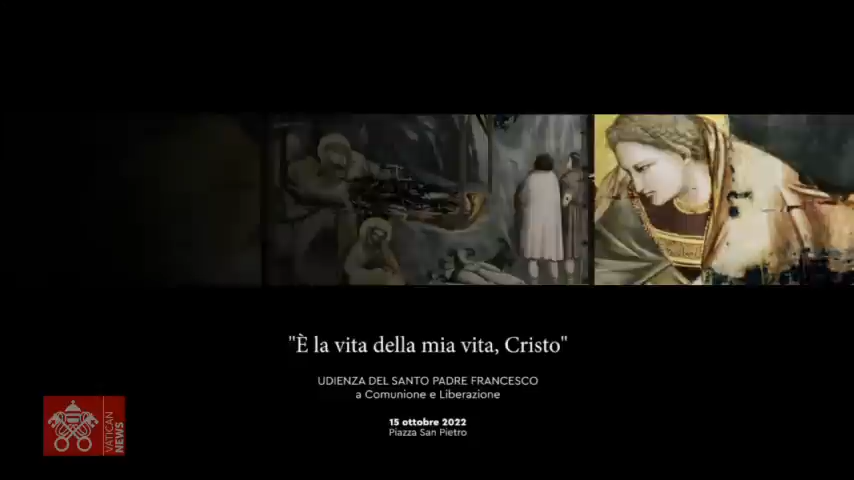 "È la vita della mia vita, Cristo"
UDIENZA DEL SANTO PADRE FRANCESCO
a Comunione e Liberazione
15 ottobre 2022
Piazza San Pietro
VATICAN
NEWS